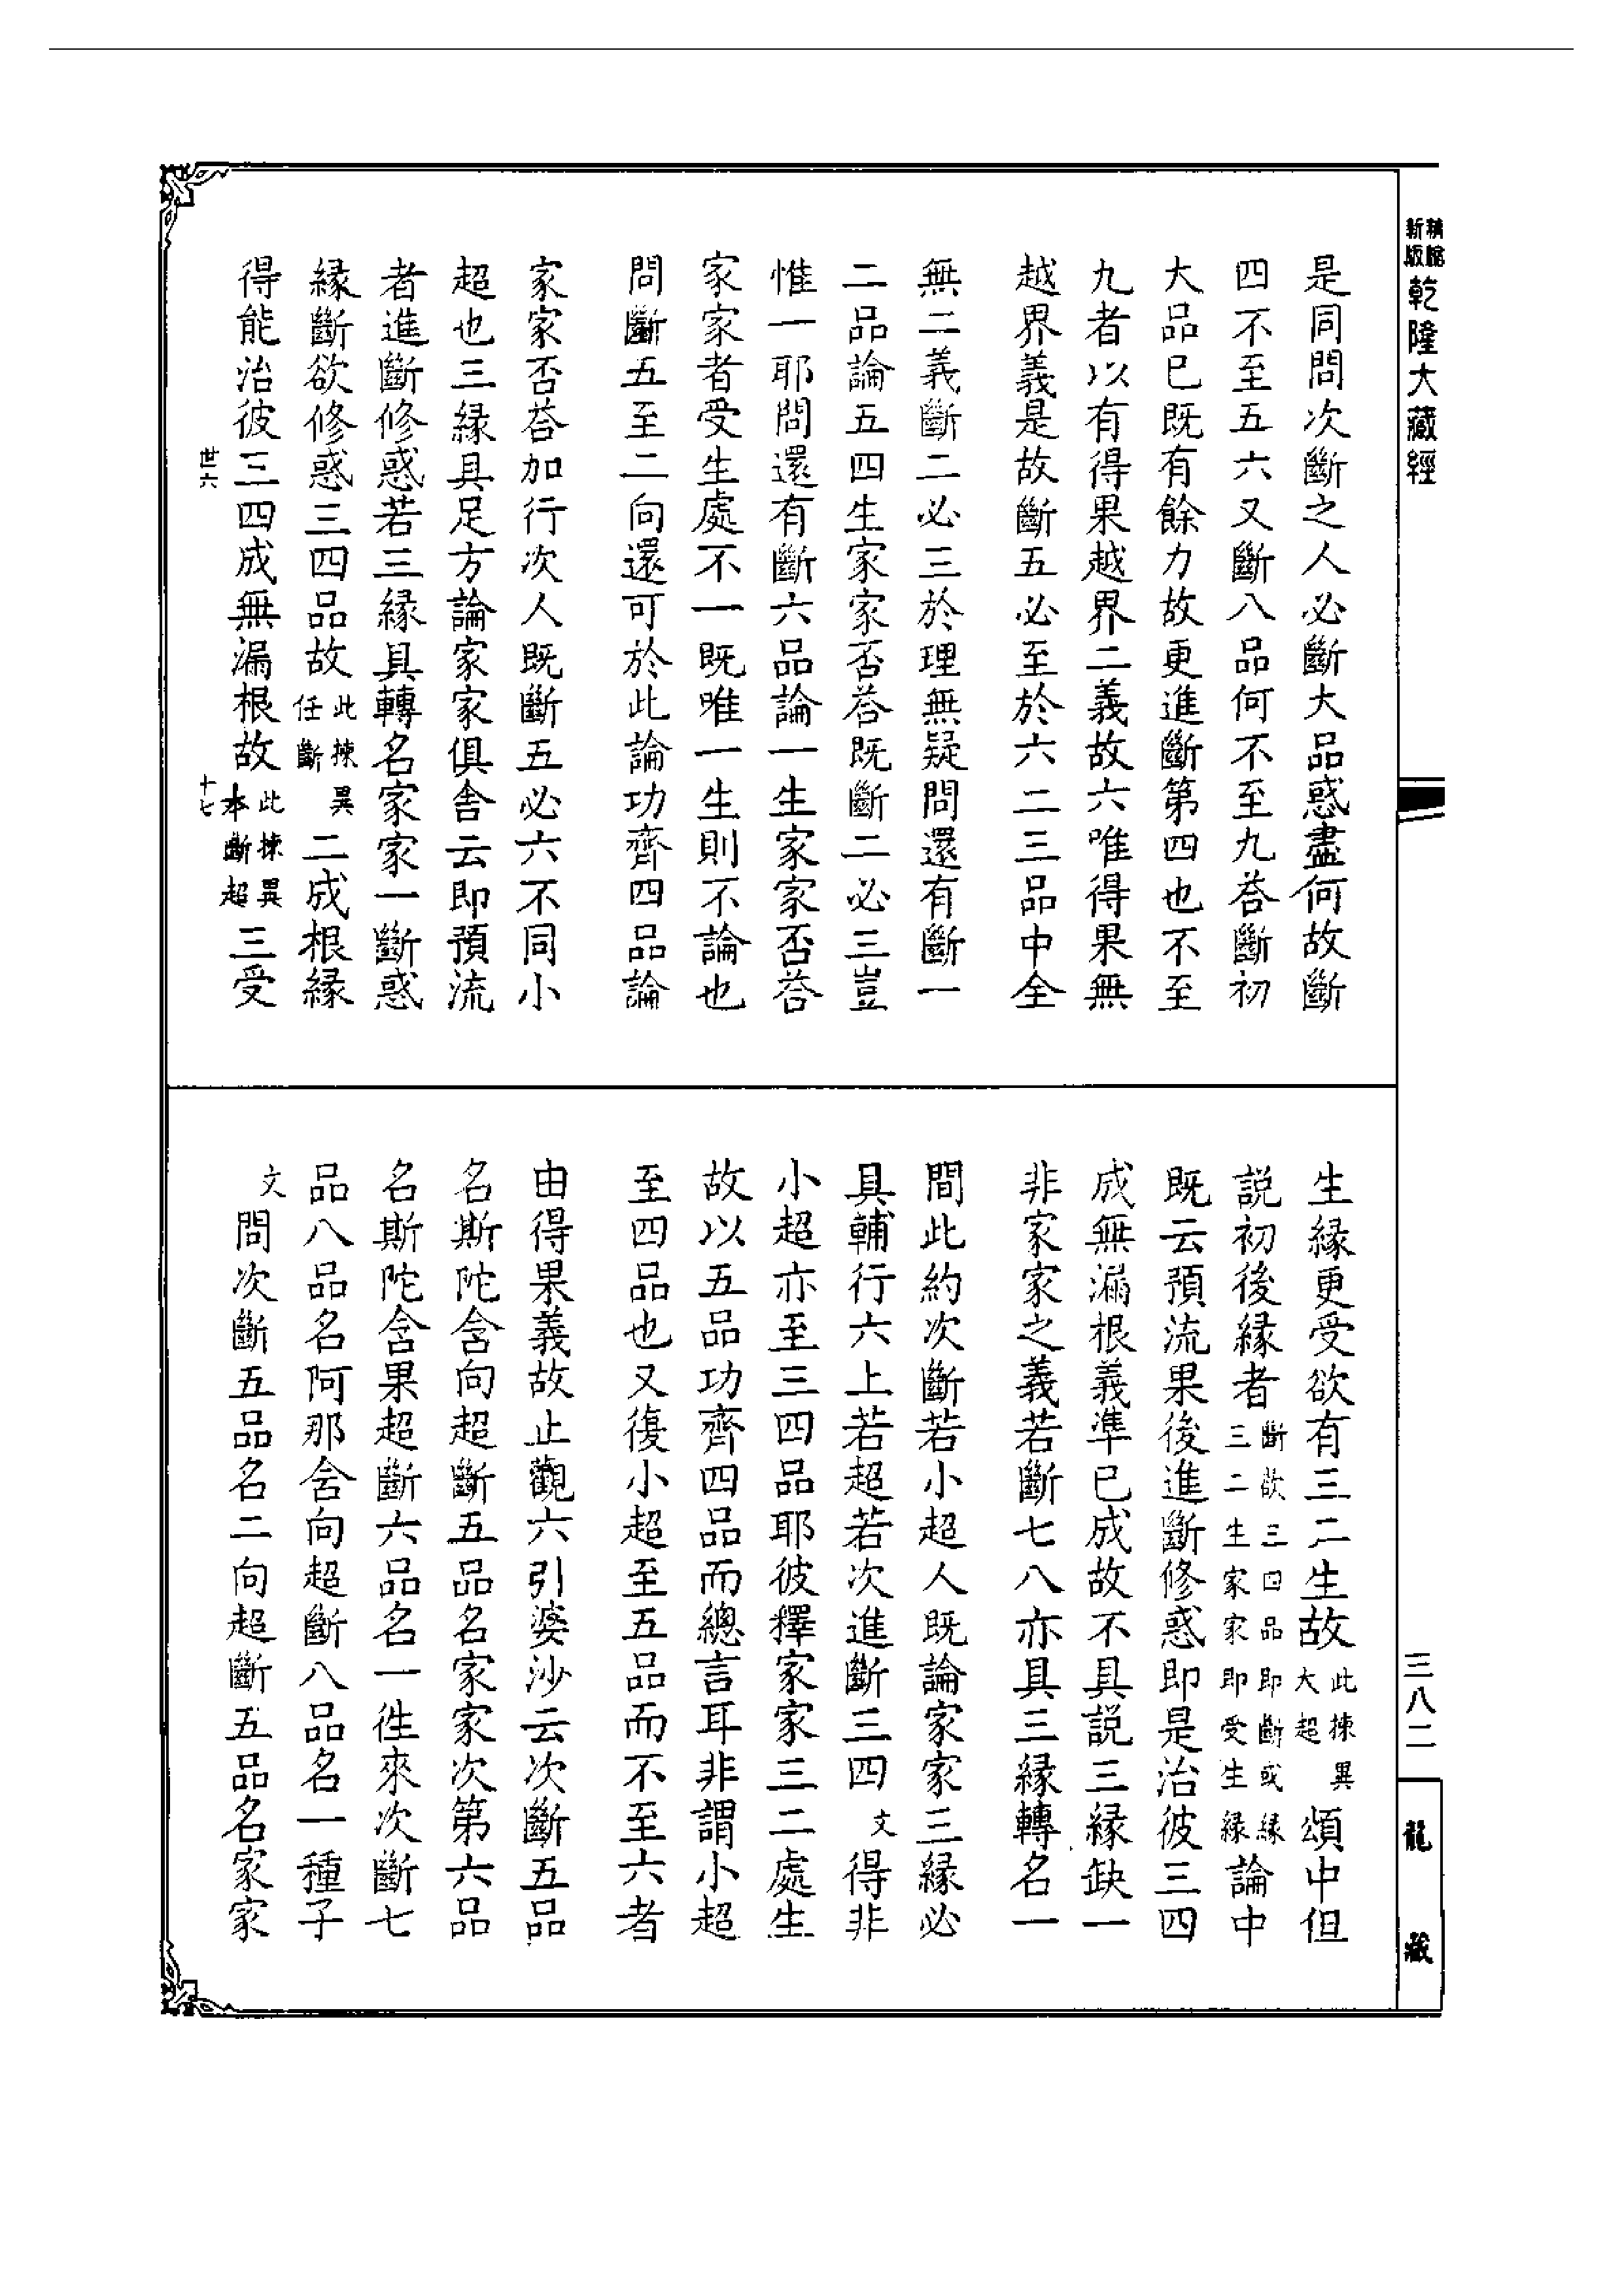 精縮新版乾隆大藏經
是同問次斷之人必斷大品惑盡何故斷
四不至五六又斷八品何不至九荅斷初
大品已既有餘力故更進斷第四也不至
九者以有得果越界二義故六唯得果無
越界義是故斷五必至於六二三品中全
無二義斷二必三於理無疑問還有斷一
二品論五四生家家否荅既斷二必三豈
惟一耶問還有斷六品論一生家家否荅
家家者受生處不一既唯一生則不論也
問斷五至二向還可於此論功齊四品論
家家否荅加行次人既斷五必六不同小
超也三緣具足方論家家俱舍云即預流
者進斷修惑若三緣具轉名家家一斷惑
緣斷欲修惑三四品故此揀異任斷二成根緣
得能治彼三四成無漏根故此揀異本斷超三受
世六
十七
生緣更受欲有三二生故此揀異大超頌中但
說初後緣者斷欲三四品即斷或緣三二生家家即受生緣論中
既云預流果後進斷修惑即是治彼三四
成無漏根義準已成故不具說三緣缺一
非家家之義若斷七八亦具三緣轉名一
間此約次斷若小超人既論家家三緣必
具輔行六上若超若次進斷三四文得非
小超亦至三四品耶彼釋家家三二處生
故以五品功齊四品而總言耳非謂小超
至四品也又復小超至五品而不至六者
由得果義故止觀六引婆沙云次斷五品
名斯陀含向超斷五品名家家次第六品
名斯陀含果超斷六品名一徃來次斷七
品八品名阿那含向超斷八品名一種子
文問次斷五品名二向超斷五品名家家
三八二
龍藏